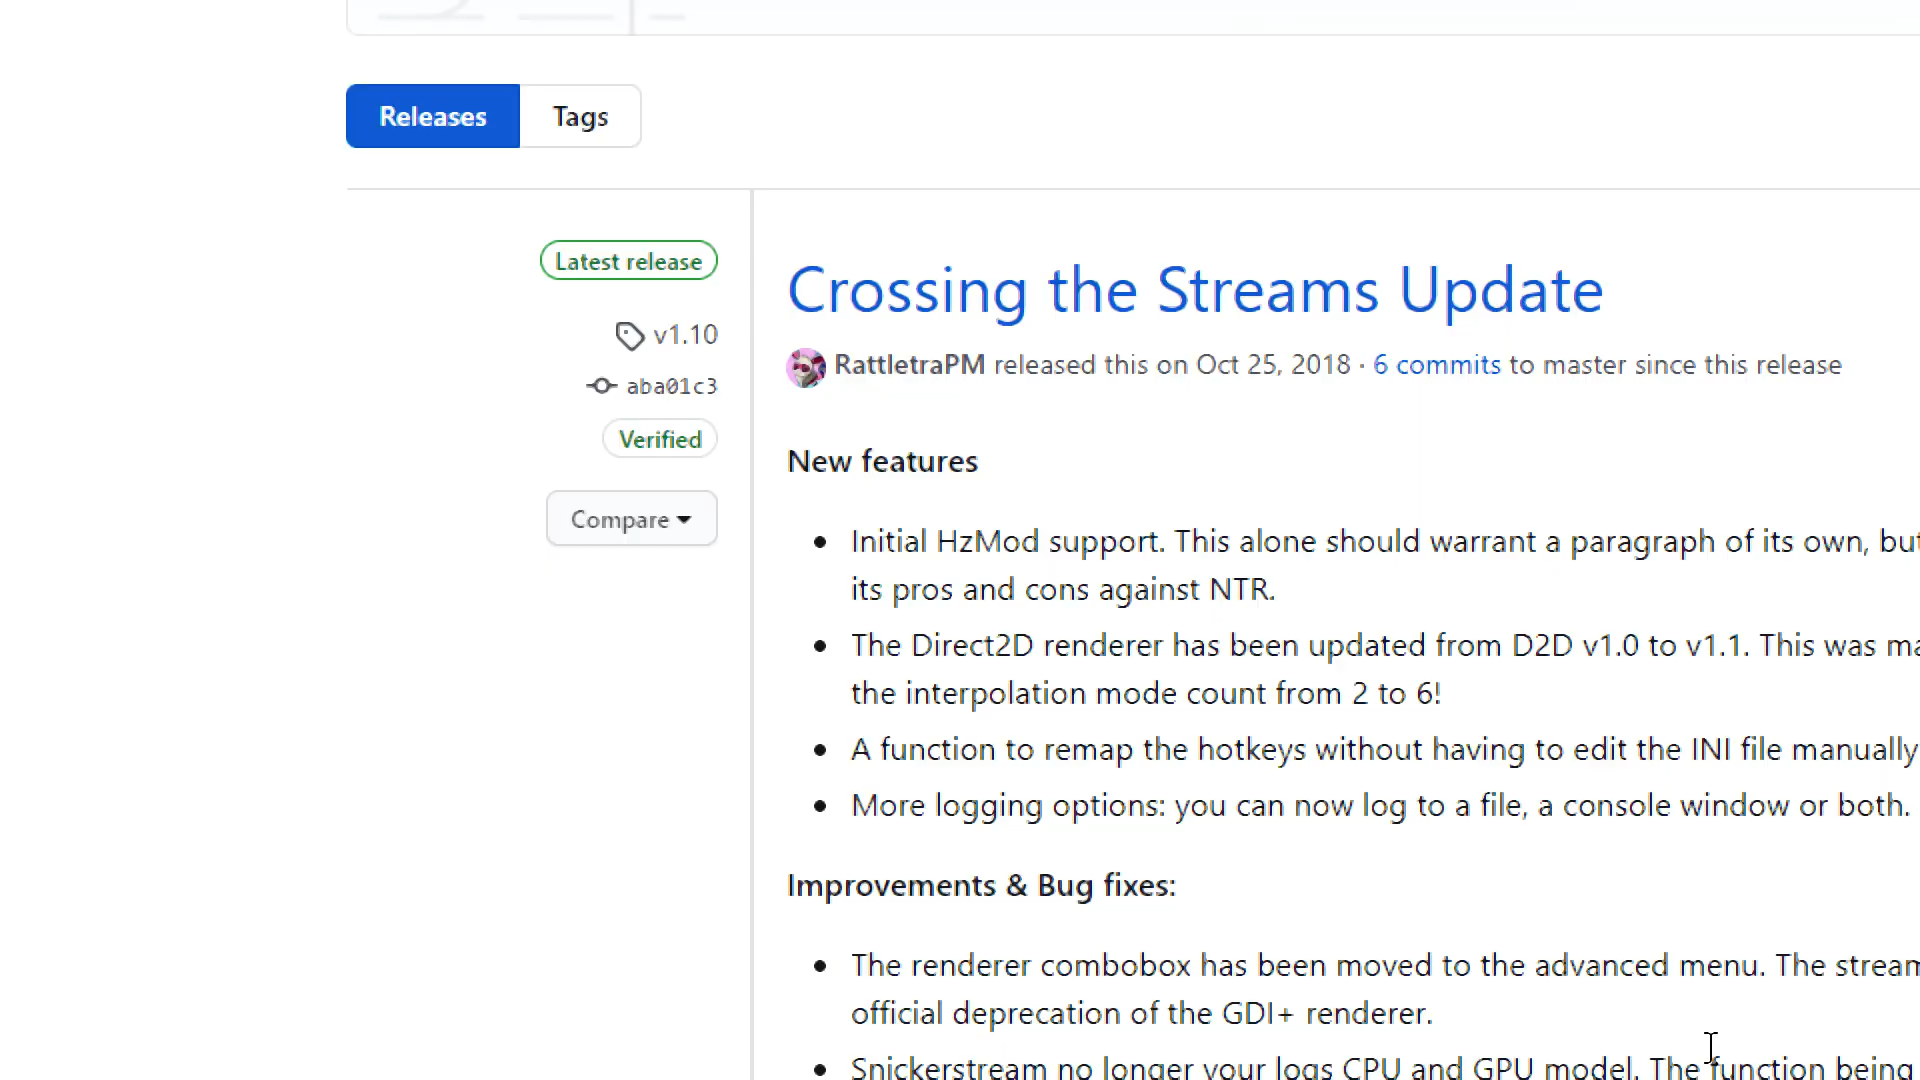 Releases
Tags
Latest release
v1.10
aba01c3
Verified
Compare
Crossing the Streams Update
RattletraPM released this on Oct 25, 2018 · 6 commits to master since this release
New features
Initial HzMod support. This alone should warrant a paragraph of its own, but
its pros and cons against NTR.
The Direct2D renderer has been updated from D2D v1.0 to v1.1. This was ma
the interpolation mode count from 2 to 6!
A function to remap the hotkeys without having to edit the INI file manually
More logging options: you can now log to a file, a console window or both.
Improvements & Bug fixes:
The renderer combobox has been moved to the advanced menu. The stream
official deprecation of the GDI+ renderer.
Snickerstream no longer your logs CPU and GPU model. The function being